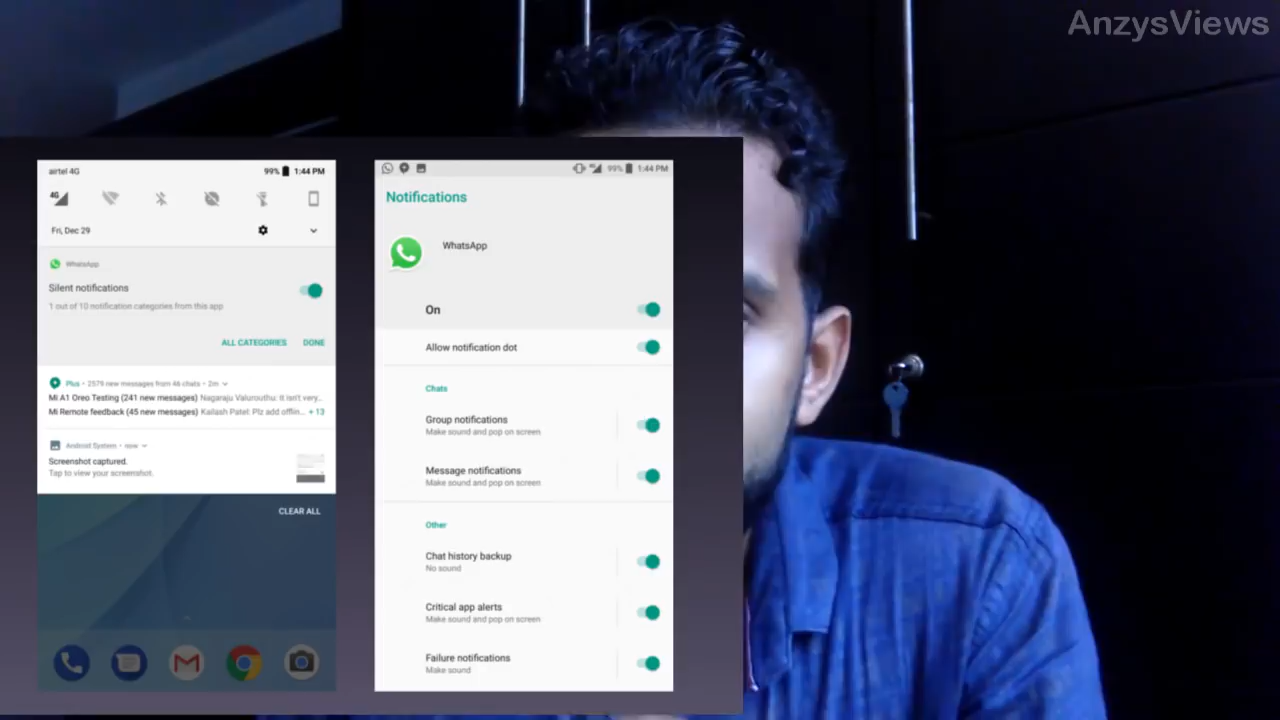 AnzysViews
airtel 4G 99% 1:44 PM
4G
Fri, Dec 29
WhatsApp
Silent notifications
1 out of 10 notification categories from this app
ALL CATEGORIES DONE
Plus • 2579 new messages from 46 chats • 2m
Mi A1 Oreo Testing (241 new messages) Nagaraju Valurouthu: It isn't very..
Mi Remote feedback (45 new messages) Kailash Patel: Plz add offlin... + 13
Android System • now
Screenshot captured.
Tap to view your screenshot.
CLEAR ALL
99% 1:44 PM
Notifications
WhatsApp
On
Allow notification dot
Chats
Group notifications
Make sound and pop on screen
Message notifications
Make sound and pop on screen
Other
Chat history backup
No sound
Critical app alerts
Make sound and pop on screen
Failure notifications
Make sound